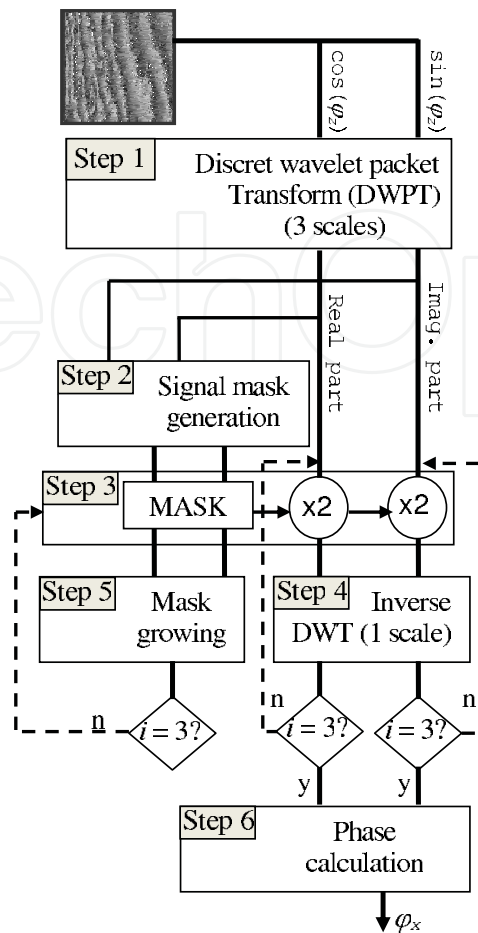 cos(φz)
sin(φz)
Step 1
Discret wavelet packet
Transform (DWPT)
(3 scales)
Real part
Imag. part
Step 2
Signal mask
generation
Step 3
MASK
x2
x2
Step 5
Mask
growing
Step 4
Inverse
DWT (1 scale)
n
i = 3?
n
i = 3?
i = 3?
n
y
y
Step 6
Phase
calculation
φx